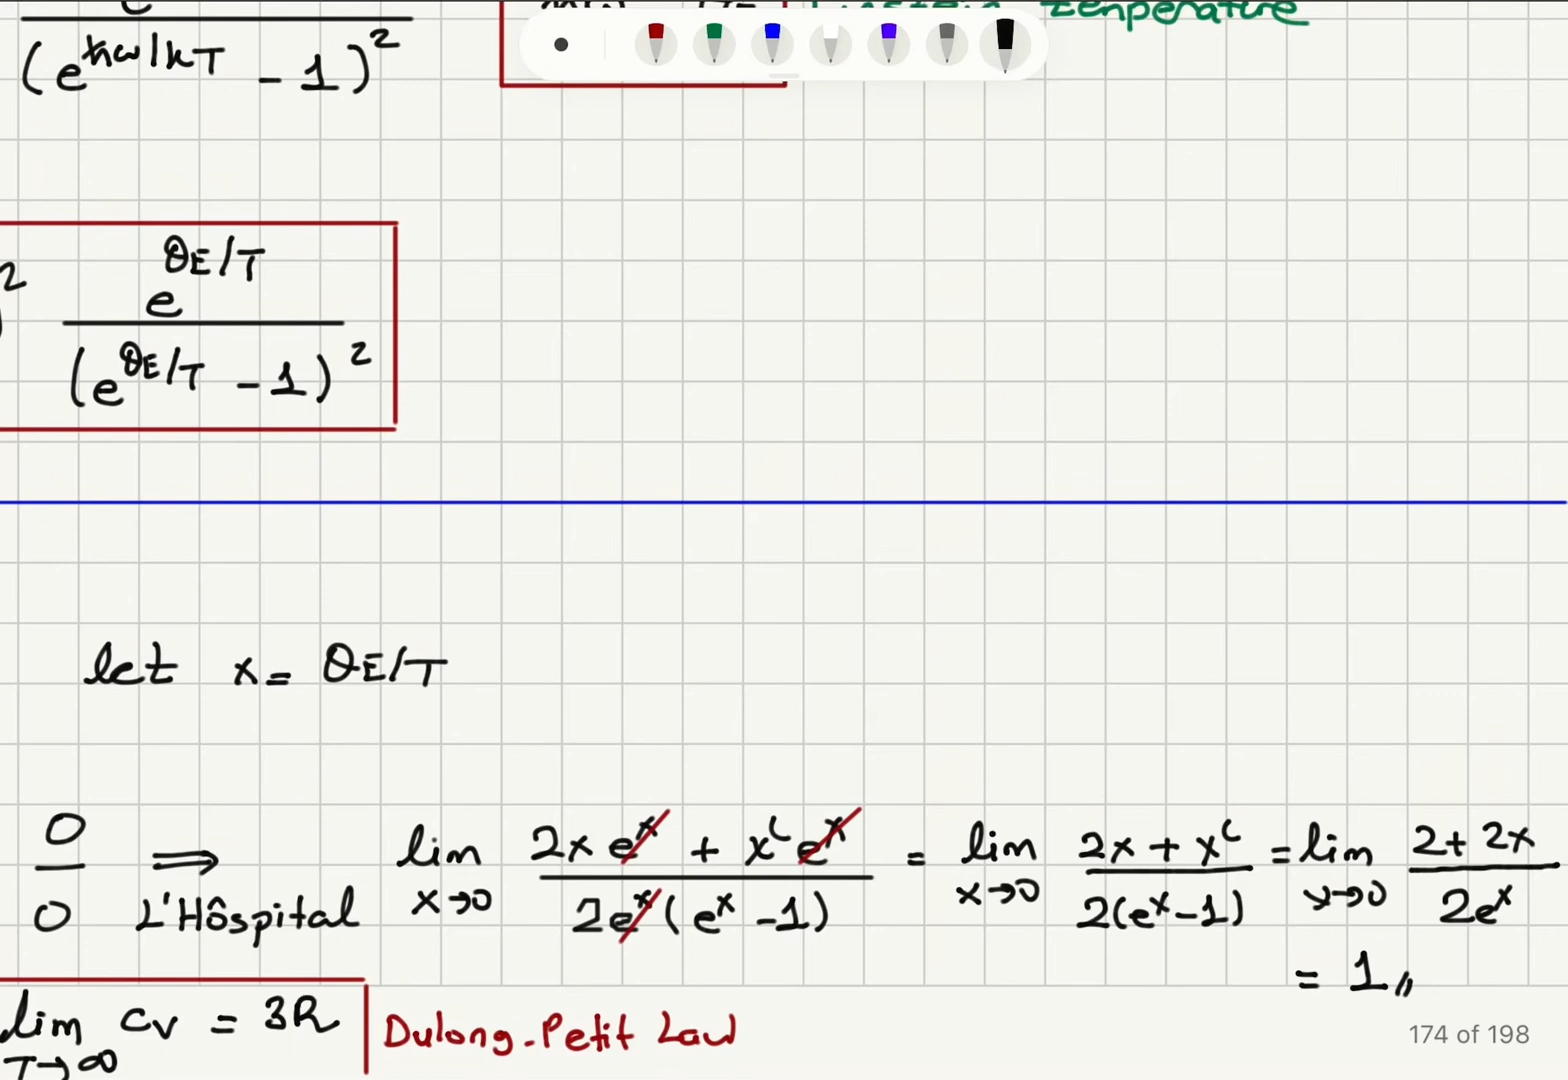 temperature
(e^{ħω/kT} - 1)^2
2 e^{θE/T}
(e^{θE/T} - 1)^2
let x = θE/T
0/0 ⟹ L'Hôspital lim x→0 (2x e^x + x^2 e^x) / (2e^x (e^x - 1)) = lim x→0 (2x + x^2) / (2(e^x - 1)) = lim x→0 (2 + 2x) / (2e^x)
= 1 //
lim T→∞ cv = 3R Dulong-Petit Law
174 of 198